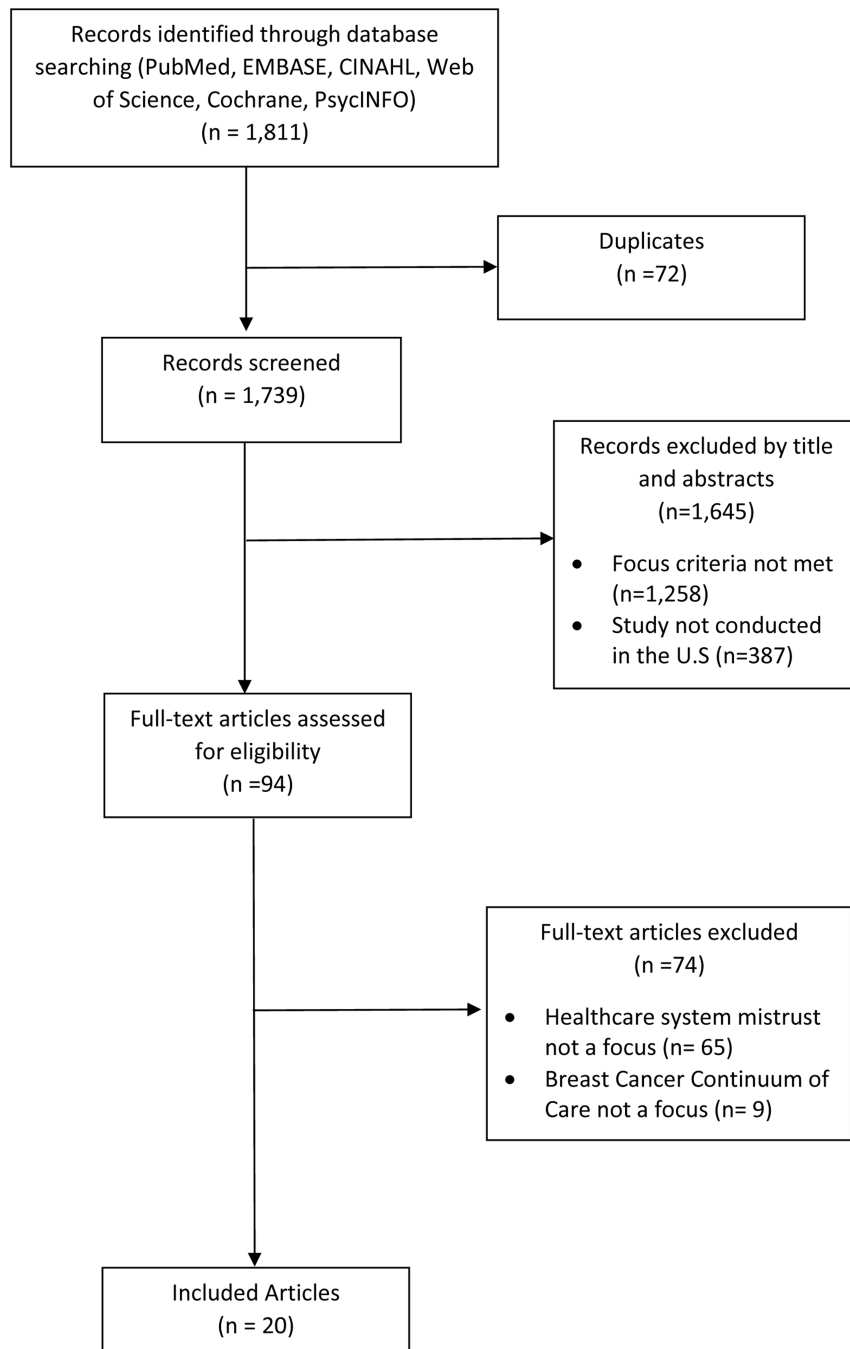 Records identified through database
searching (PubMed, EMBASE, CINAHL, Web
of Science, Cochrane, PsycINFO)
(n = 1,811)
Duplicates
(n =72)
Records screened
(n = 1,739)
Records excluded by title
and abstracts
(n=1,645)
• Focus criteria not met
(n=1,258)
• Study not conducted
in the U.S (n=387)
Full-text articles assessed
for eligibility
(n =94)
Full-text articles excluded
(n =74)
• Healthcare system mistrust
not a focus (n= 65)
• Breast Cancer Continuum of
Care not a focus (n= 9)
Included Articles
(n = 20)